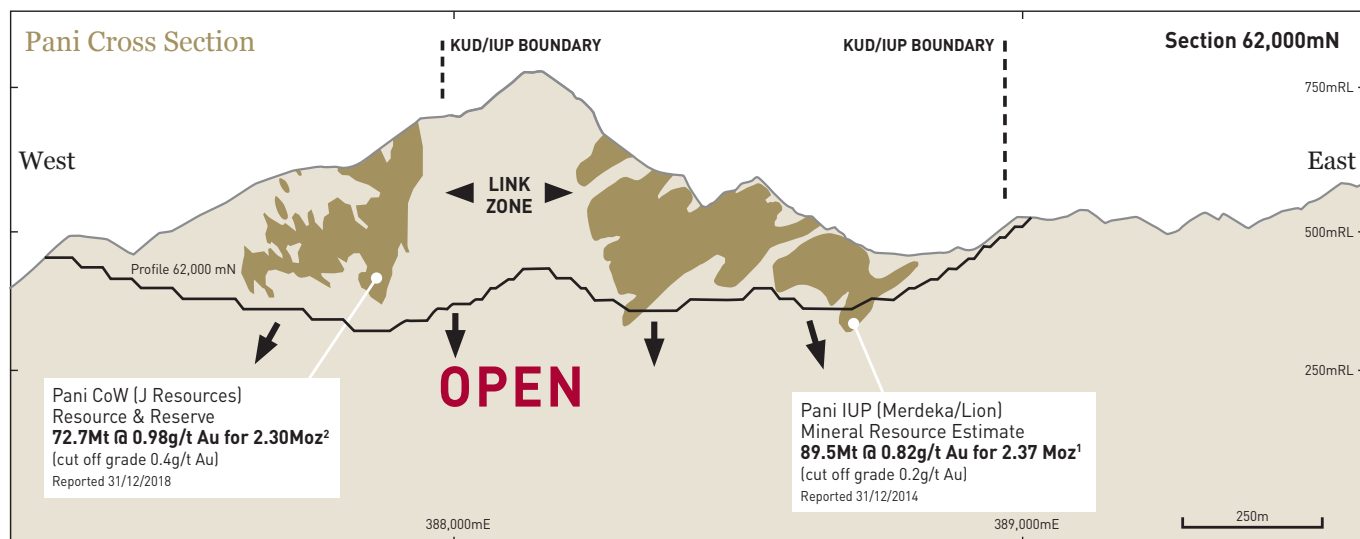 Pani Cross Section
KUD/IUP BOUNDARY
KUD/IUP BOUNDARY
Section 62,000mN
750mRL
West
East
LINK
ZONE
500mRL
Profile 62,000 mN
OPEN
250mRL
Pani CoW (J Resources)
Resource & Reserve
72.7Mt @ 0.98g/t Au for 2.30Moz²
(cut off grade 0.4g/t Au)
Reported 31/12/2018
Pani IUP (Merdeka/Lion)
Mineral Resource Estimate
89.5Mt @ 0.82g/t Au for 2.37 Moz¹
(cut off grade 0.2g/t Au)
Reported 31/12/2014
388,000mE
389,000mE
250m